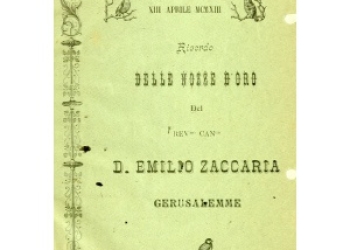 XIII APRILE MCMXIII
Ricordo
DELLE NOZZE D'ORO
Del
REV.mo CAN.co
D. EMILIO ZACCARIA
GERUSALEMME